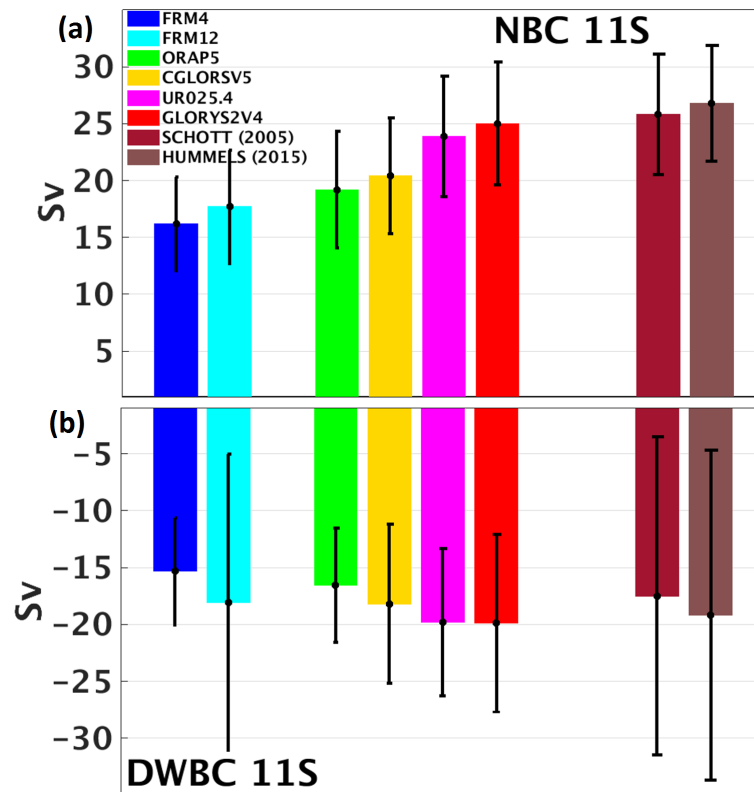 (a)
FRM4
FRM12
ORAP5
CGLORSV5
UR025.4
GLORYS2V4
SCHOTT (2005)
HUMMELS (2015)
NBC 11S
30
25
20
15
10
5
Sv
(b)
-5
-10
-15
-20
-25
-30
Sv
DWBC 11S